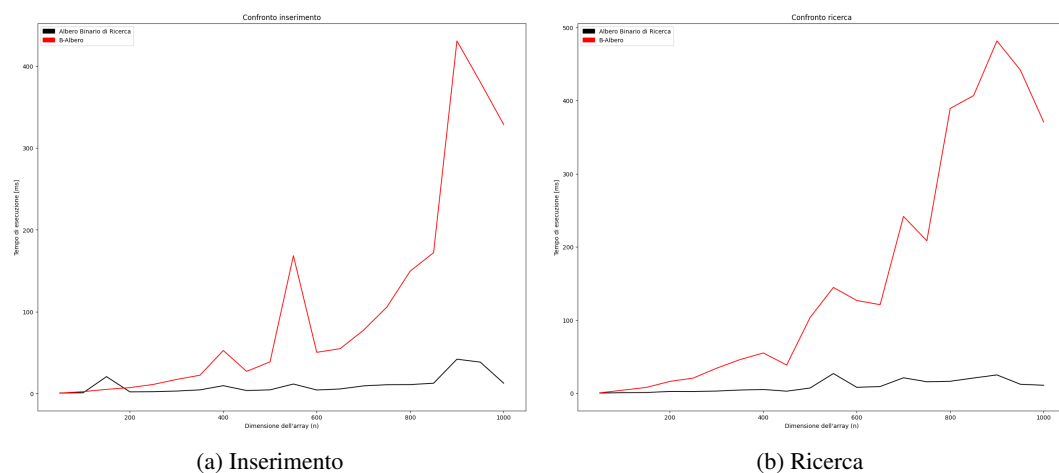 Confronto inserimento
Albero Binario di Ricerca
B-Albero
400
300
200
100
0
Tempo di esecuzione [ms]
200
400
600
800
1000
Dimensione dell'array (n)
(a) Inserimento
Confronto ricerca
Albero Binario di Ricerca
B-Albero
500
400
300
200
100
0
Tempo di esecuzione [ms]
200
400
600
800
1000
Dimensione dell'array (n)
(b) Ricerca